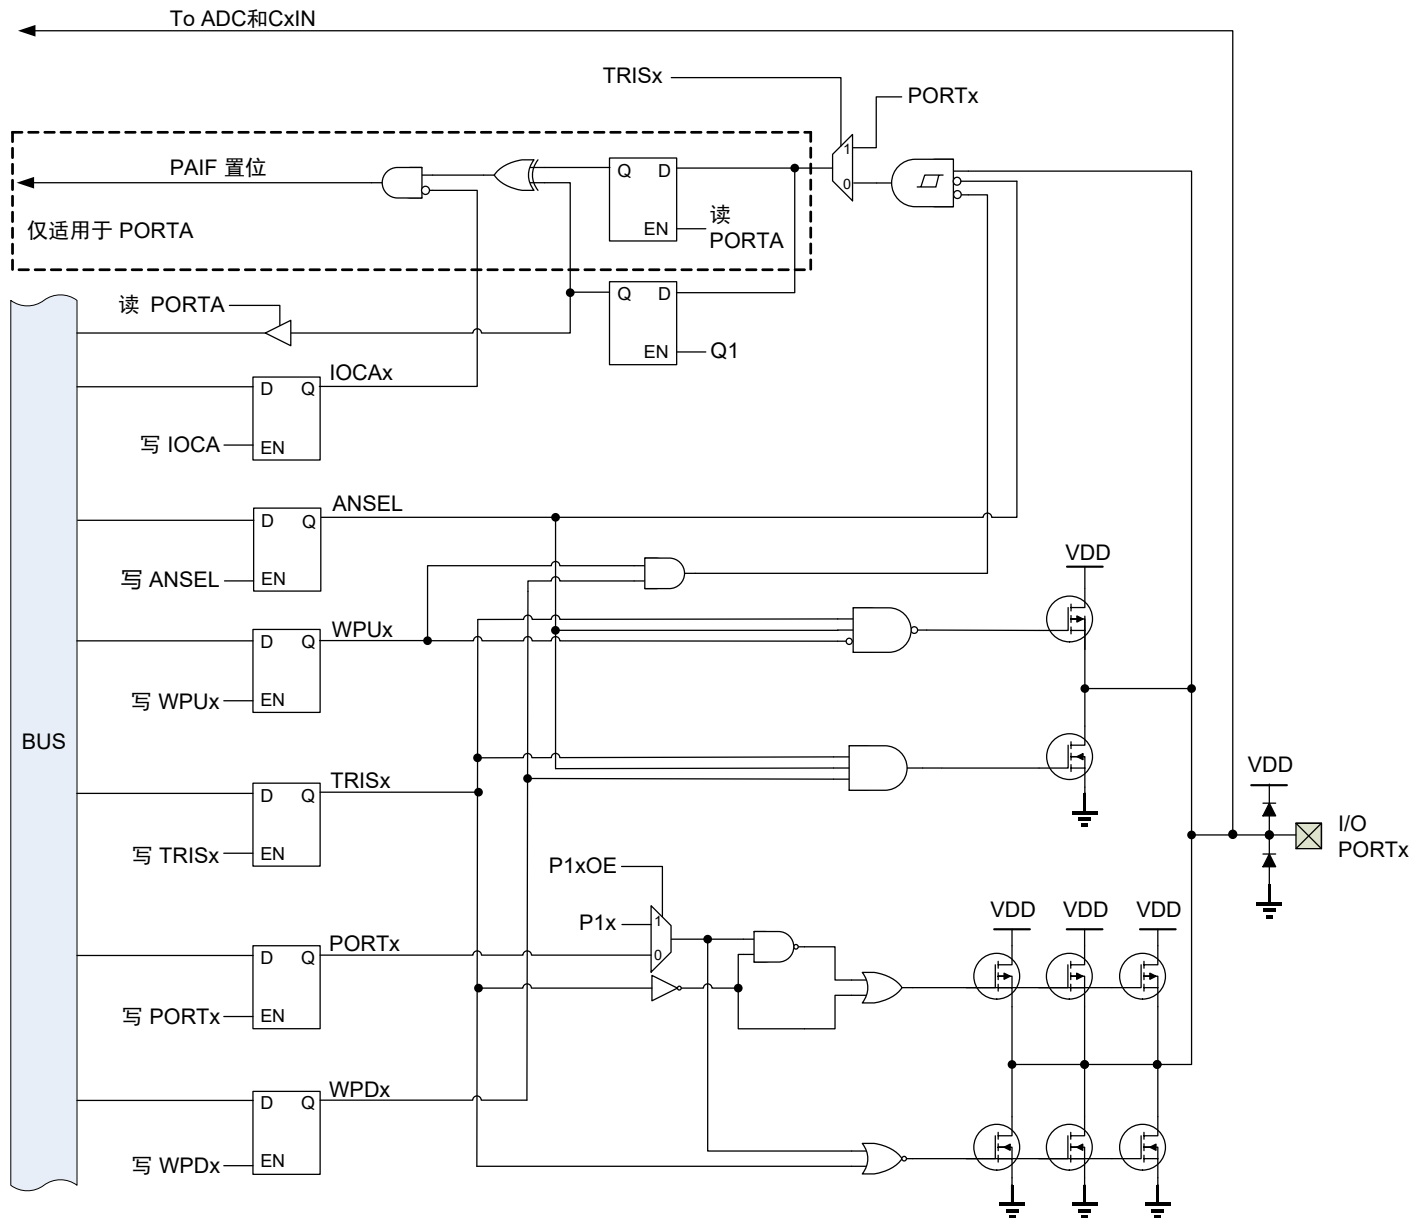 To ADC和CxIN
TRISx
PORTx
1
0
PAIF 置位
仅适用于 PORTA
Q D
EN
读
PORTA
读 PORTA
Q D
EN
Q1
D Q
EN
IOCAx
写 IOCA
D Q
EN
ANSEL
写 ANSEL
VDD
D Q
EN
WPUx
写 WPUx
BUS
D Q
EN
TRISx
写 TRISx
VDD
I/O
PORTx
P1xOE
P1x
1
0
VDD VDD VDD
D Q
EN
PORTx
写 PORTx
D Q
EN
WPDx
写 WPDx